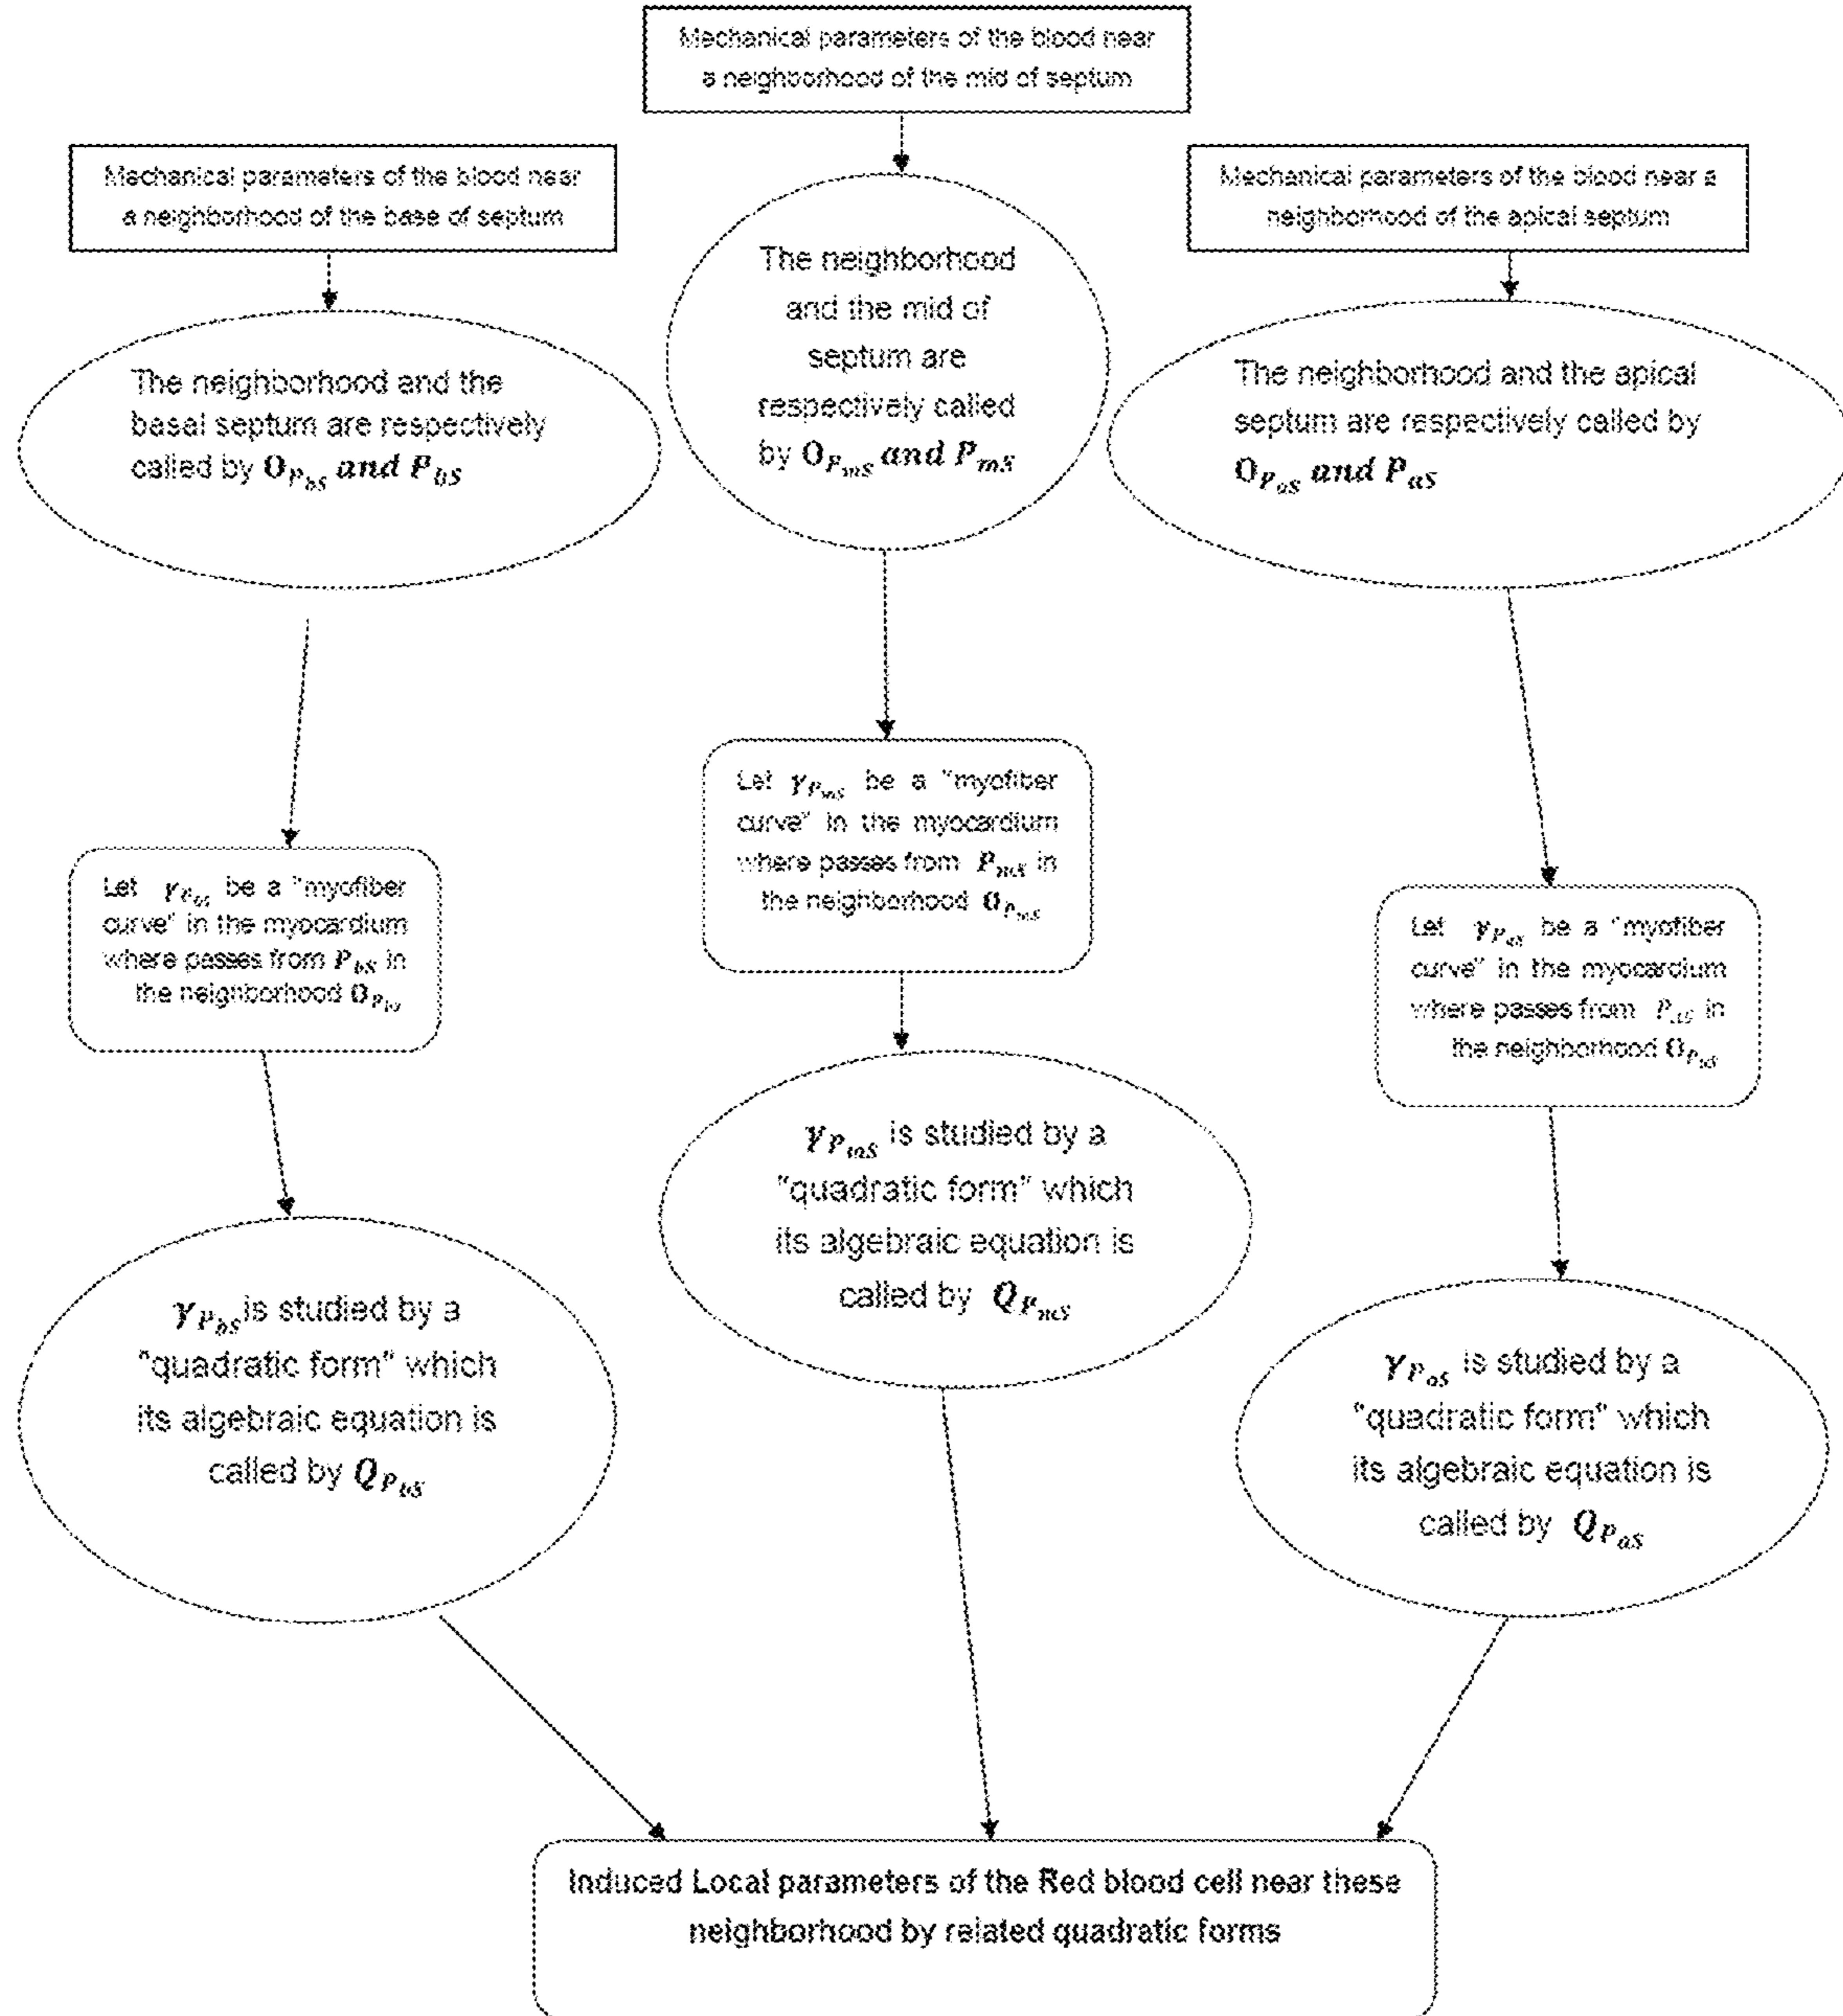 Mechanical parameters of the blood near
a neighborhood of the mid of septum
Mechanical parameters of the blood near
a neighborhood of the base of septum
Mechanical parameters of the blood near a
neighborhood of the apical septum
The neighborhood
and the mid of
septum are
respectively called
by O_{P_{mS}} and P_{mS}
The neighborhood and the
basal septum are respectively
called by O_{P_{bS}} and P_{bS}
The neighborhood and the apical
septum are respectively called by
O_{P_{aS}} and P_{aS}
Let γ_{P_{mS}} be a "myofiber
curve" in the myocardium
where passes from P_{mS} in
the neighborhood O_{P_{mS}}
Let γ_{P_{bS}} be a "myofiber
curve" in the myocardium
where passes from P_{bS} in
the neighborhood O_{P_{bS}}
Let γ_{P_{aS}} be a "myofiber
curve" in the myocardium
where passes from P_{aS} in
the neighborhood
γ_{P_{mS}} is studied by a
"quadratic form" which
its algebraic equation is
called by Q_{P_{mS}}
γ_{P_{bS}} is studied by a
"quadratic form" which
its algebraic equation is
called by Q_{P_{bS}}
γ_{P_{aS}} is studied by a
"quadratic form" which
its algebraic equation is
called by Q_{P_{aS}}
Induced Local parameters of the Red blood cell near these
neighborhood by related quadratic forms